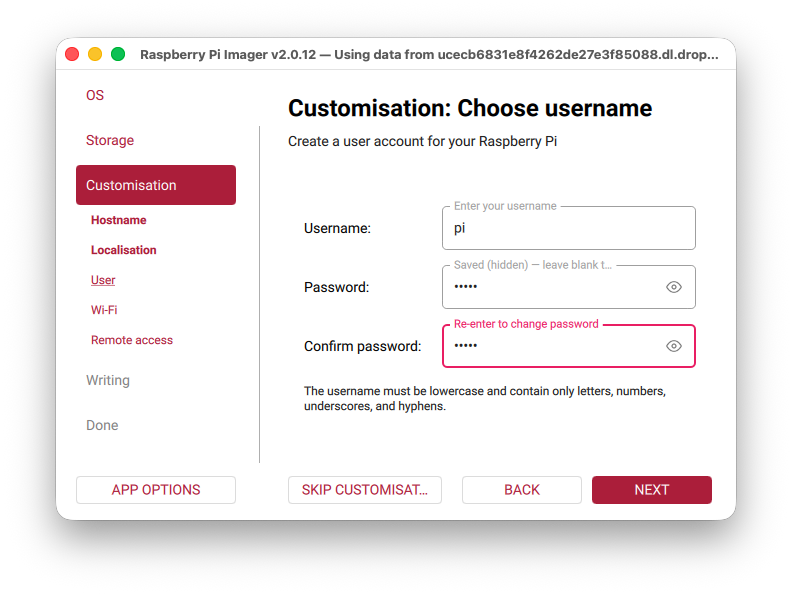 Raspberry Pi Imager v2.0.12 — Using data from ucecb6831e8f4262de27e3f85088.dl.drop...
OS
Storage
Customisation
Hostname
Localisation
User
Wi-Fi
Remote access
Writing
Done
APP OPTIONS
Customisation: Choose username
Create a user account for your Raspberry Pi
Username:
Enter your username
pi
Password:
Saved (hidden) — leave blank t...
•••••
Confirm password:
Re-enter to change password
•••••
The username must be lowercase and contain only letters, numbers,
underscores, and hyphens.
SKIP CUSTOMISAT...
BACK
NEXT